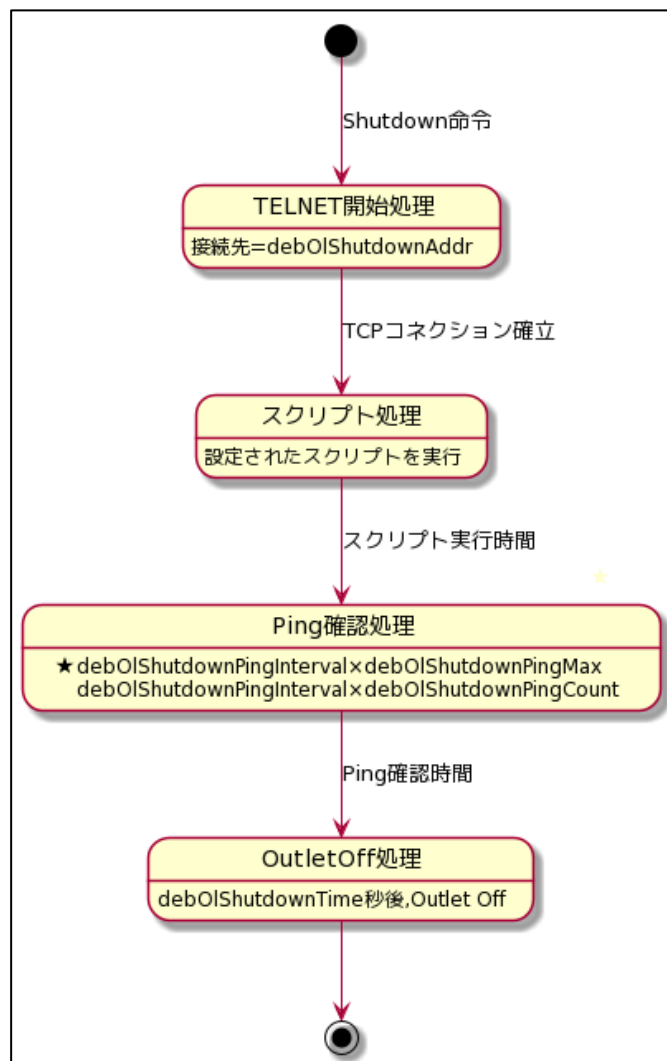 Shutdown命令
TELNET開始処理
接続先=debOlShutdownAddr
TCPコネクション確立
スクリプト処理
設定されたスクリプトを実行
スクリプト実行時間
★
Ping確認処理
★debOlShutdownPingInterval×debOlShutdownPingMax
debOlShutdownPingInterval×debOlShutdownPingCount
Ping確認時間
OutletOff処理
debOlShutdownTime秒後,Outlet Off